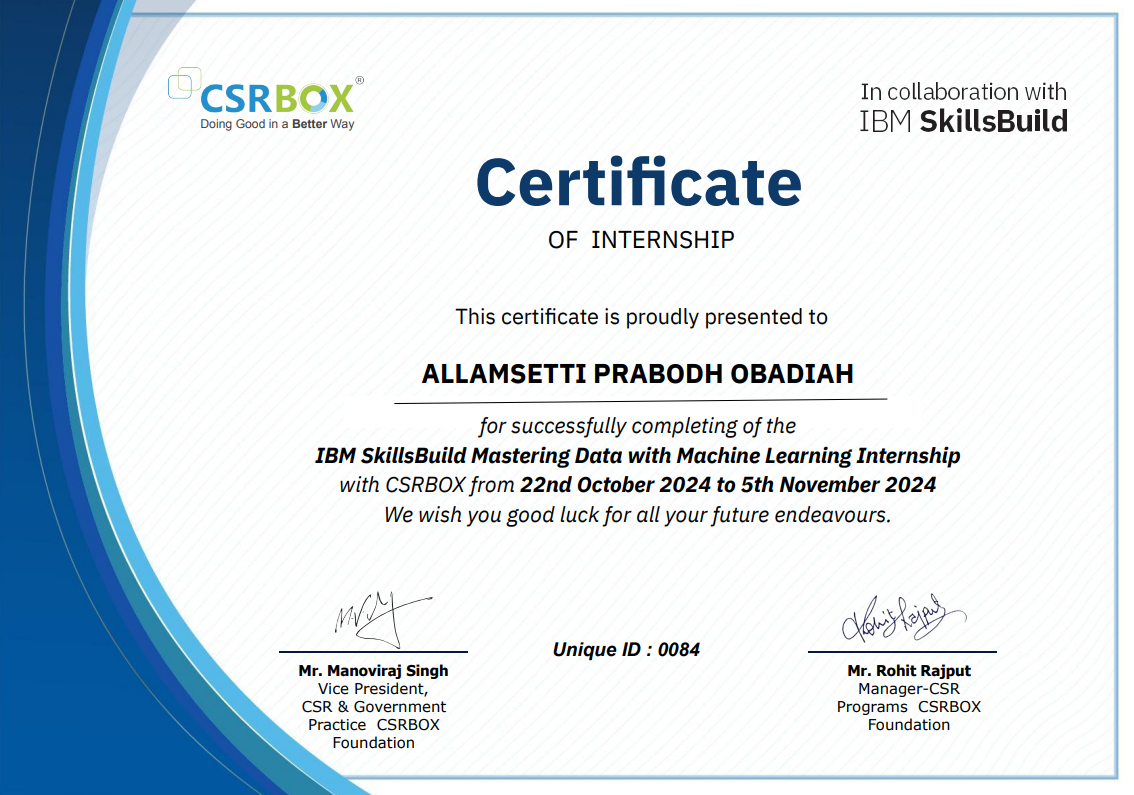 CSRBOX®
Doing Good in a Better Way
In collaboration with
IBM SkillsBuild
Certificate
OF INTERNSHIP
This certificate is proudly presented to
ALLAMSETTI PRABODH OBADIAH
for successfully completing of the
IBM SkillsBuild Mastering Data with Machine Learning Internship
with CSRBOX from 22nd October 2024 to 5th November 2024
We wish you good luck for all your future endeavours.
Rohit Rajput
Unique ID : 0084
Mr. Manoviraj Singh
Vice President,
CSR & Government
Practice CSRBOX
Foundation
Mr. Rohit Rajput
Manager-CSR
Programs CSRBOX
Foundation